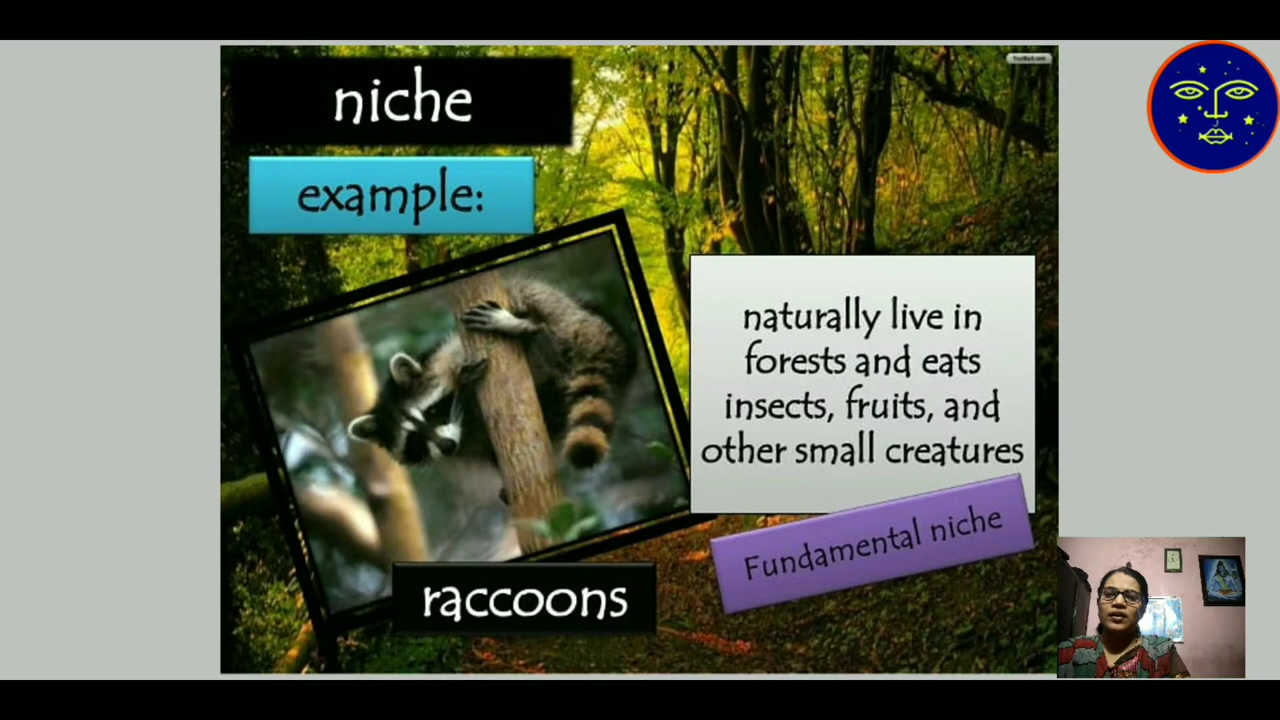 niche
example:
naturally live in
forests and eats
insects, fruits, and
other small creatures
Fundamental niche
raccoons